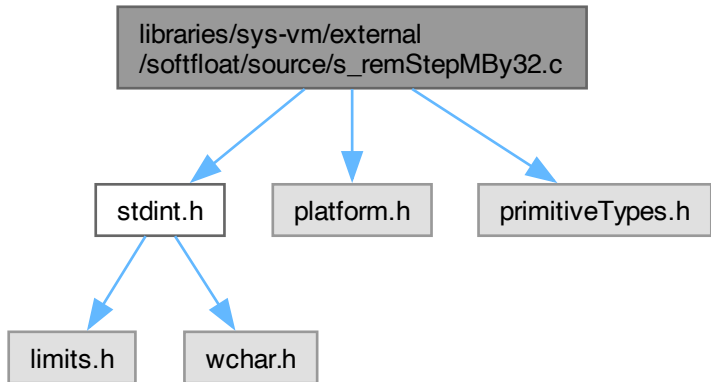 libraries/sys-vm/external
/softfloat/source/s_remStepMBy32.c
stdint.h
platform.h
primitiveTypes.h
limits.h
wchar.h